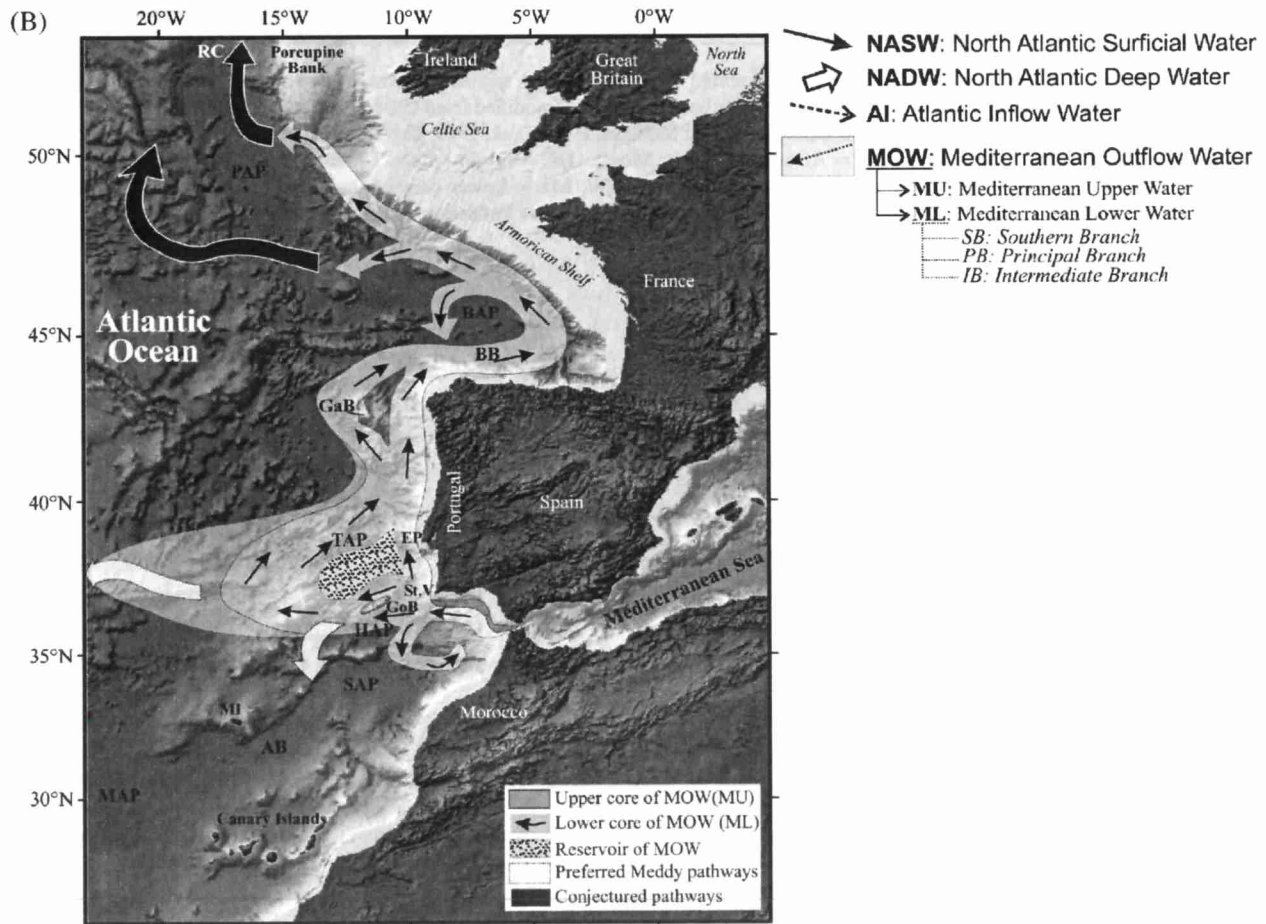 (B)
20°W 15°W 10°W 5°W 0°W
RC
Porcupine
Bank
Ireland
Great
Britain
North
Sea
Celtic Sea
50°N
PAP
Armorican Shelf
France
BAP
45°N
Atlantic
Ocean
BB
GaB
40°N
Portugal
Spain
TAP
EP
St.V
GoB
Mediterranean Sea
HAP
35°N
SAP
MI
Morocco
AB
30°N
MAP
Canary Islands
Upper core of MOW(MU)
Lower core of MOW (ML)
Reservoir of MOW
Preferred Meddy pathways
Conjectured pathways
NASW: North Atlantic Surficial Water
NADW: North Atlantic Deep Water
AI: Atlantic Inflow Water
MOW: Mediterranean Outflow Water
MU: Mediterranean Upper Water
ML: Mediterranean Lower Water
SB: Southern Branch
PB: Principal Branch
IB: Intermediate Branch